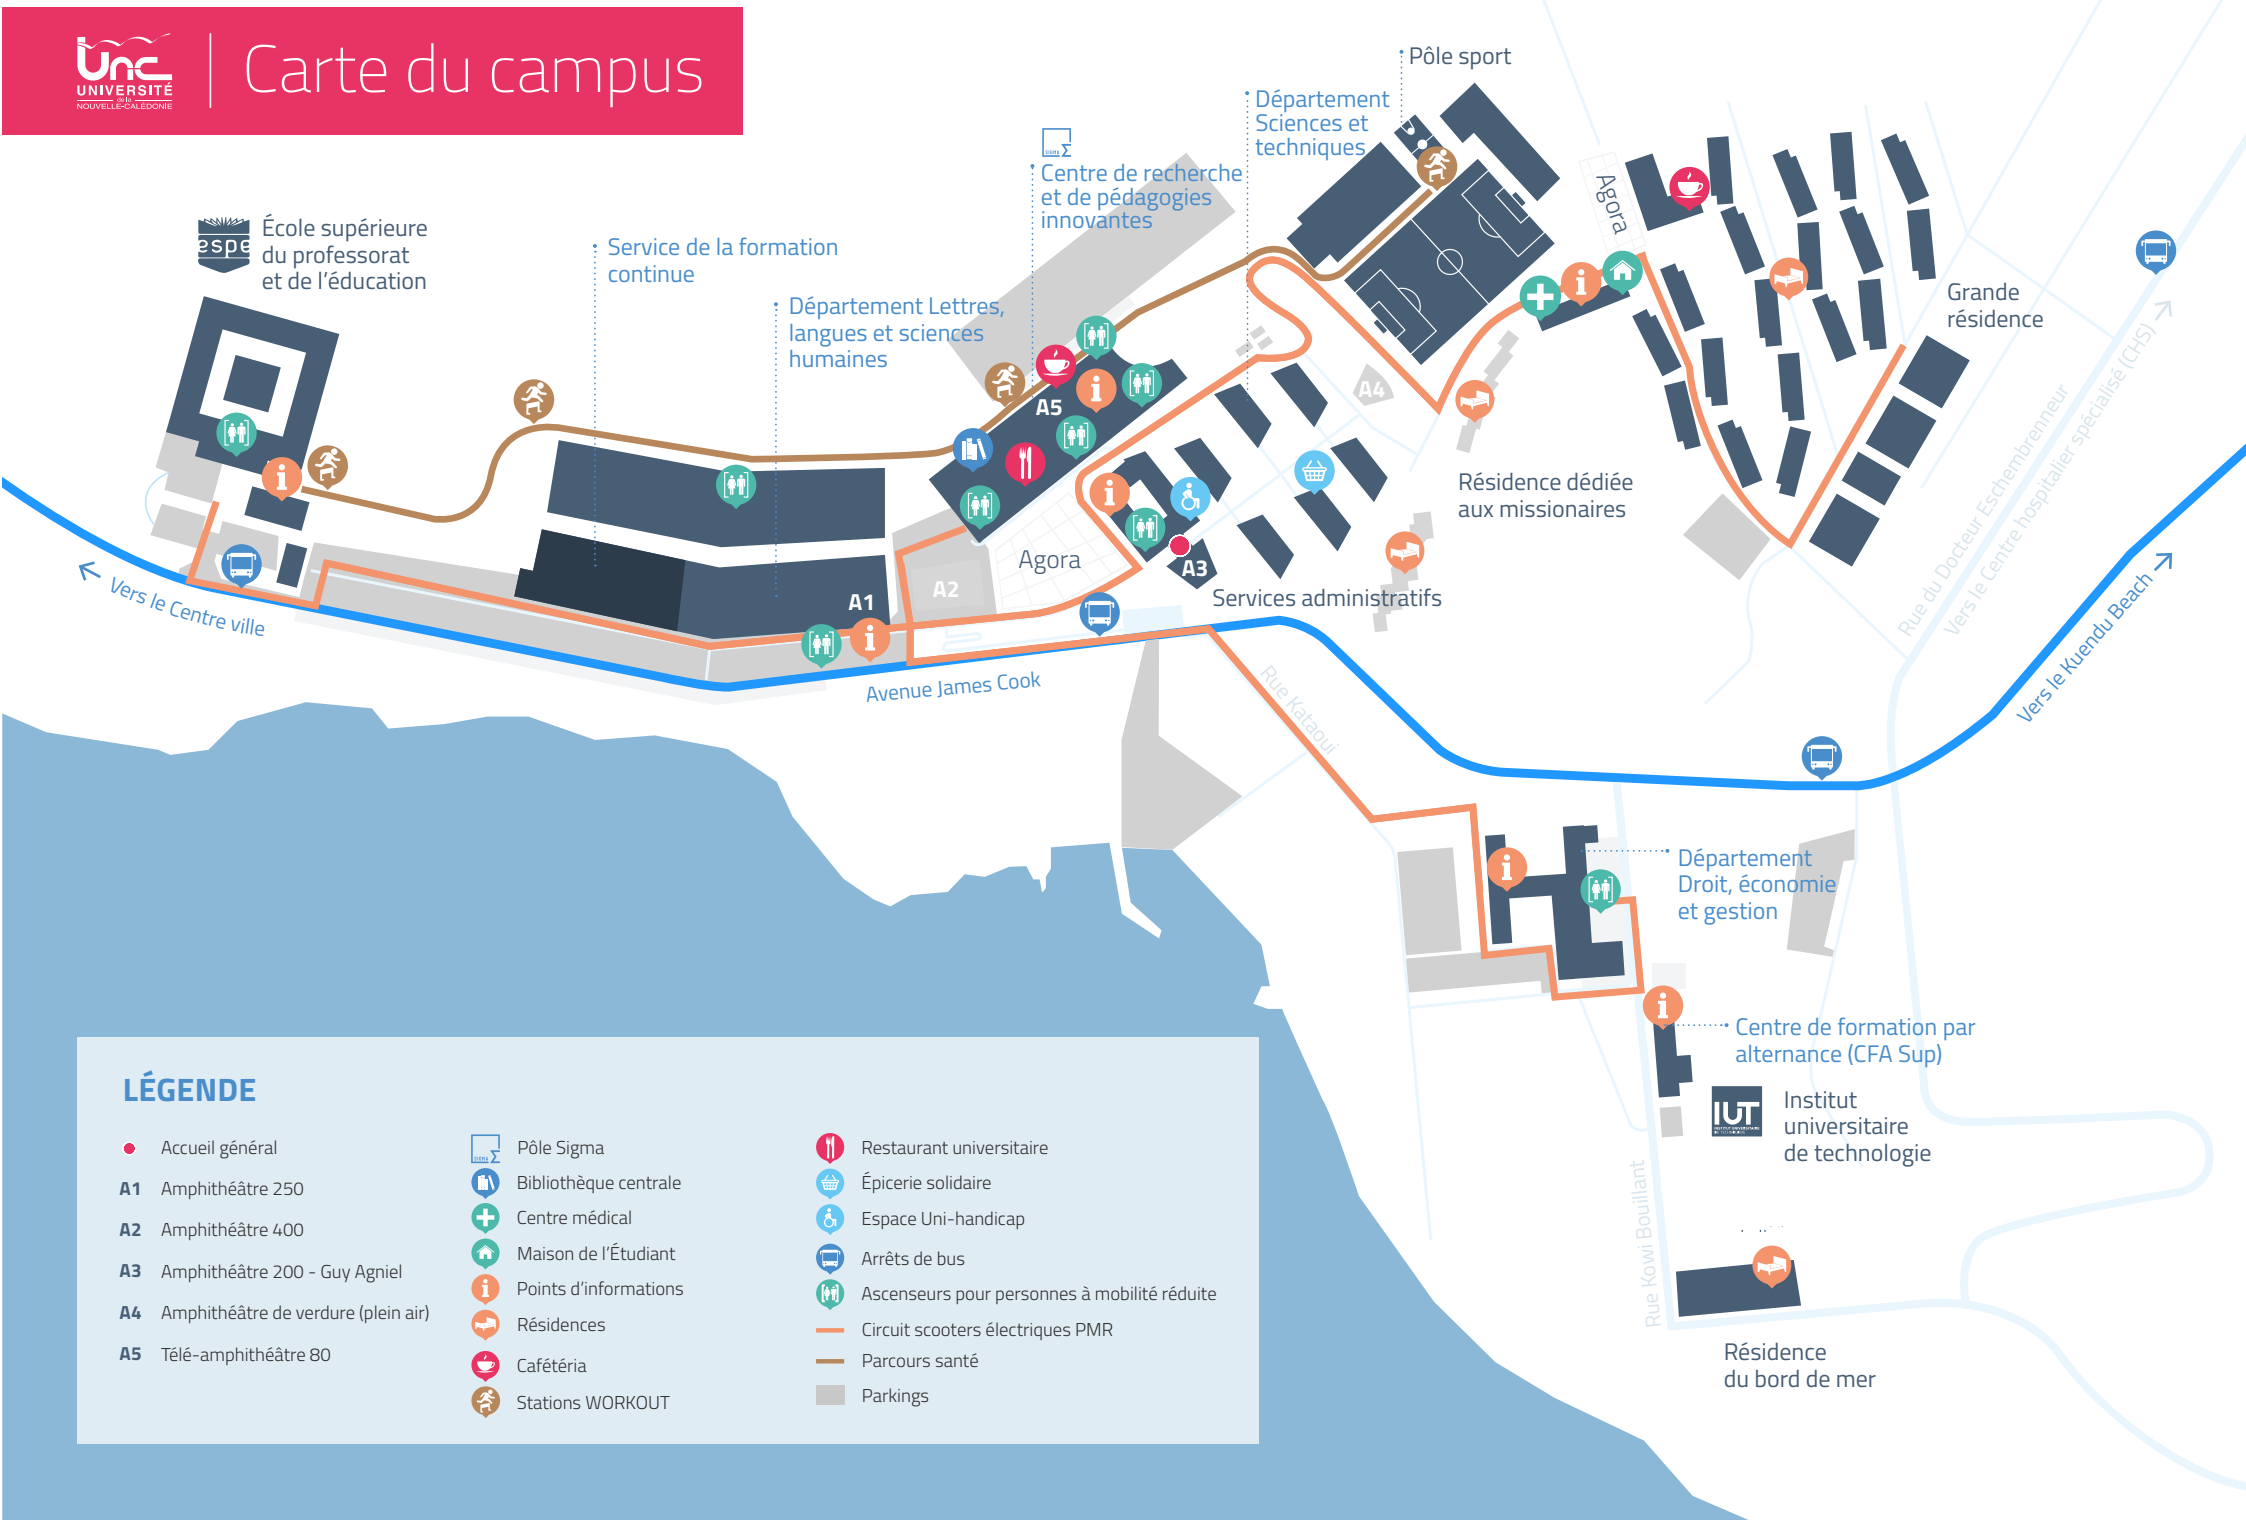 Unc
UNIVERSITÉ
de la
NOUVELLE-CALÉDONIE
Carte du campus
Pôle sport
Département
Sciences et
techniques
SIGMA Σ
Centre de recherche
et de pédagogies
innovantes
Agora
espe
École supérieure
du professorat
et de l'éducation
Service de la formation
continue
Département Lettres,
langues et sciences
humaines
Grande
résidence
A5
A4
Résidence dédiée
aux missionaires
Agora
A3
A2
A1
Services administratifs
Vers le Centre ville
Avenue James Cook
Rue Kataoui
Rue du Docteur Eschembrenneur
Vers le Centre hospitalier spécialisé (CHS)
Vers le Kuendu Beach
Département
Droit, économie
et gestion
Centre de formation par
alternance (CFA Sup)
IUT
INSTITUT UNIVERSITAIRE
DE TECHNOLOGIE
Institut
universitaire
de technologie
Rue Kowi Bouillant
Résidence
du bord de mer
LÉGENDE
Accueil général
A1 Amphithéâtre 250
A2 Amphithéâtre 400
A3 Amphithéâtre 200 - Guy Agniel
A4 Amphithéâtre de verdure (plein air)
A5 Télé-amphithéâtre 80
SIGMA Σ Pôle Sigma
Bibliothèque centrale
Centre médical
Maison de l'Étudiant
Points d'informations
Résidences
Cafétéria
Stations WORKOUT
Restaurant universitaire
Épicerie solidaire
Espace Uni-handicap
Arrêts de bus
Ascenseurs pour personnes à mobilité réduite
Circuit scooters électriques PMR
Parcours santé
Parkings